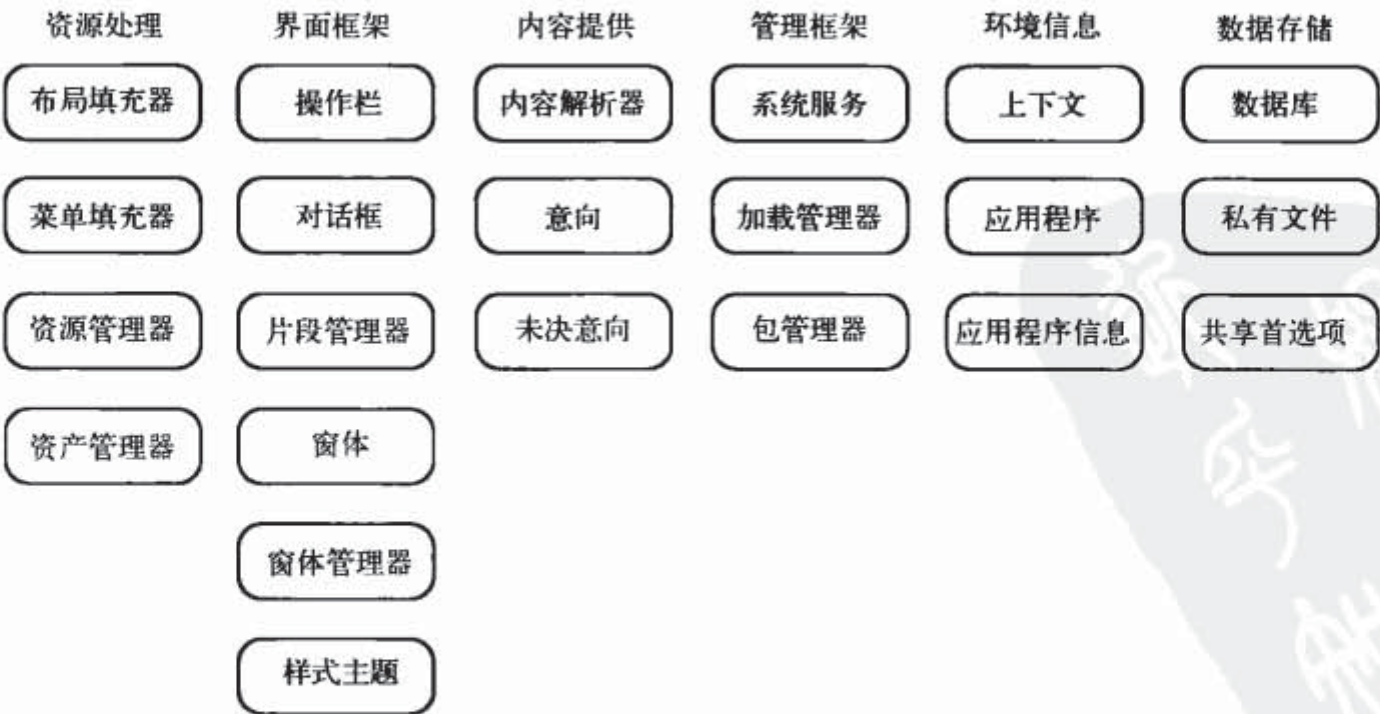 资源处理 界面框架 内容提供 管理框架 环境信息 数据存储
布局填充器 操作栏 内容解析器 系统服务 上下文 数据库
菜单填充器 对话框 意向 加载管理器 应用程序 私有文件
资源管理器 片段管理器 未决意向 包管理器 应用程序信息 共享首选项
资产管理器 窗体
窗体管理器
样式主题